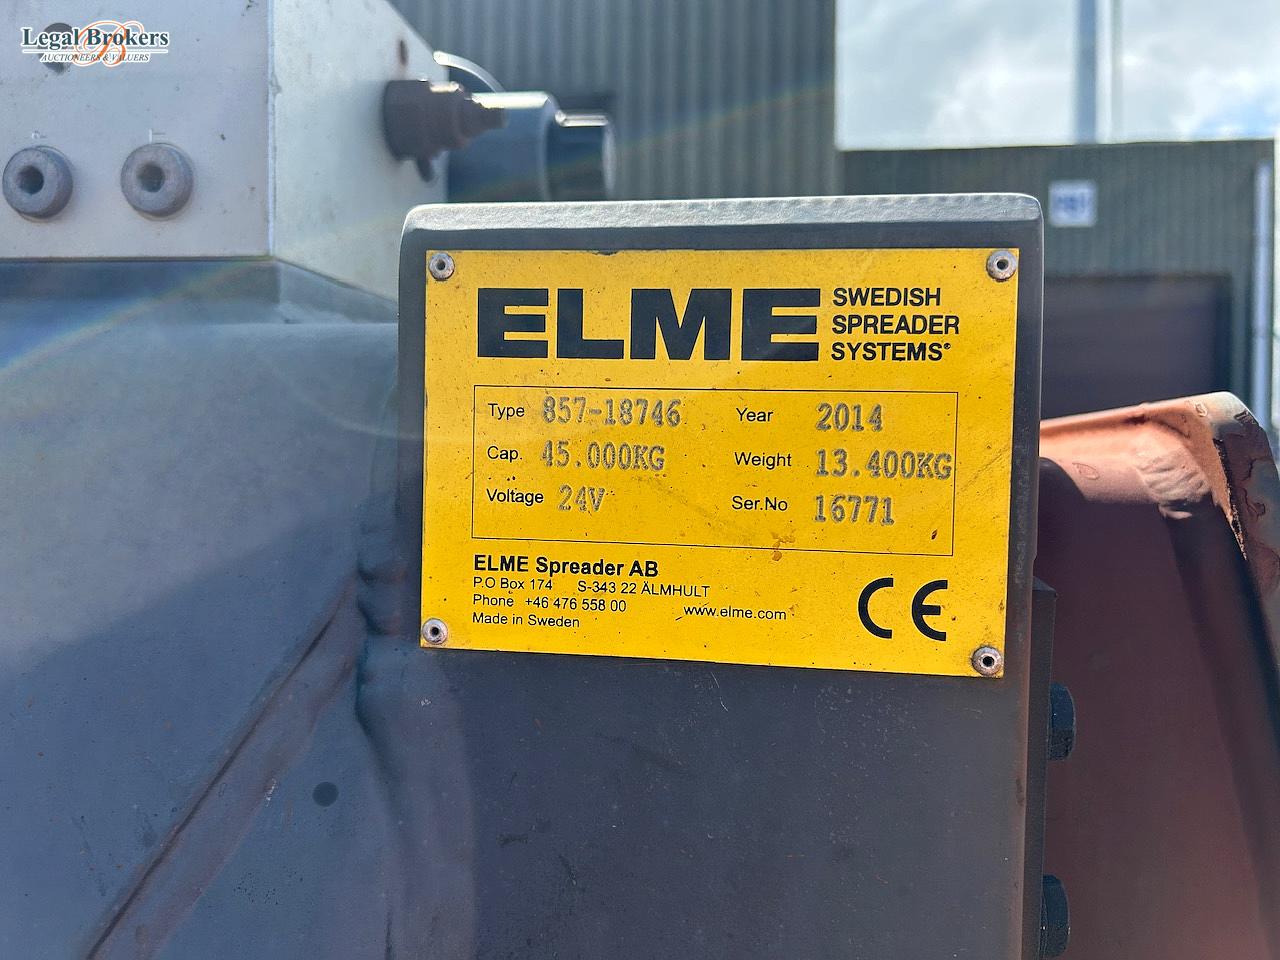 Legal Brokers
AUCTIONEERS & VALUERS
ELME SWEDISH SPREADER SYSTEMS®
Type 857-18746 Year 2014
Cap. 45.000KG Weight 13.400KG
Voltage 24V Ser.No 16771
ELME Spreader AB
P.O Box 174 S-343 22 ÄLMHULT
Phone +46 476 558 00 www.elme.com
Made in Sweden
CE